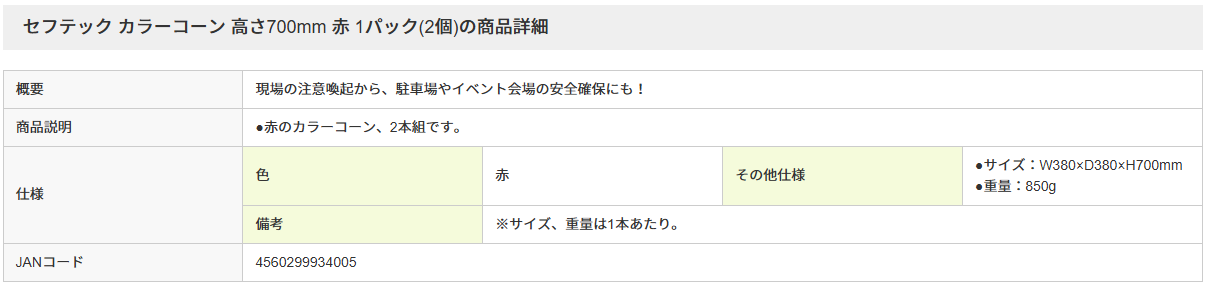 セフテック カラーコーン 高さ700mm 赤 1パック(2個)の商品詳細
概要
現場の注意喚起から、駐車場やイベント会場の安全確保にも！
商品説明
●赤のカラーコーン、2本組です。
仕様
色
赤
その他仕様
●サイズ：W380×D380×H700mm
●重量：850g
備考
※サイズ、重量は1本あたり。
JANコード
4560299934005